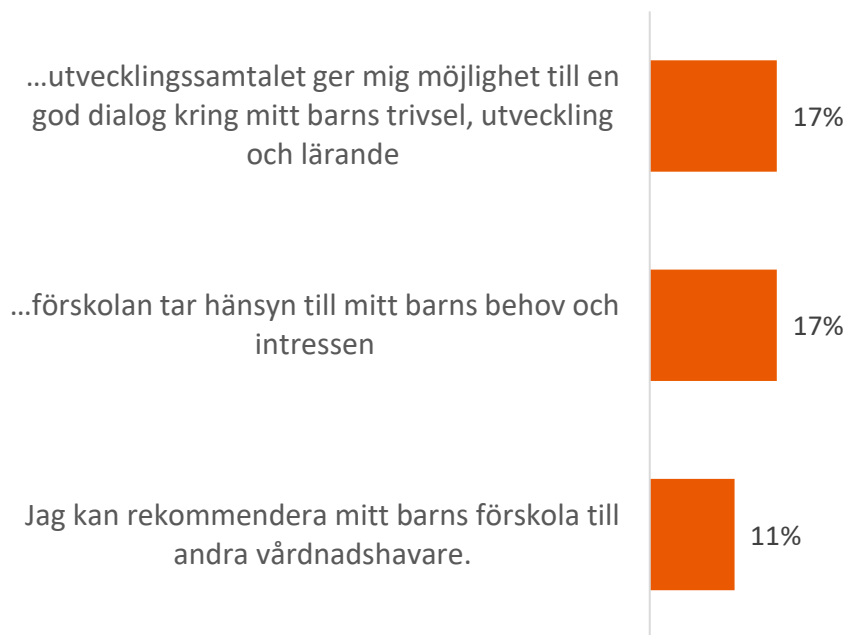 ...utvecklingssamtalet ger mig möjlighet till en
god dialog kring mitt barns trivsel, utveckling
och lärande
17%
...förskolan tar hänsyn till mitt barns behov och
intressen
17%
Jag kan rekommendera mitt barns förskola till
andra vårdnadshavare.
11%